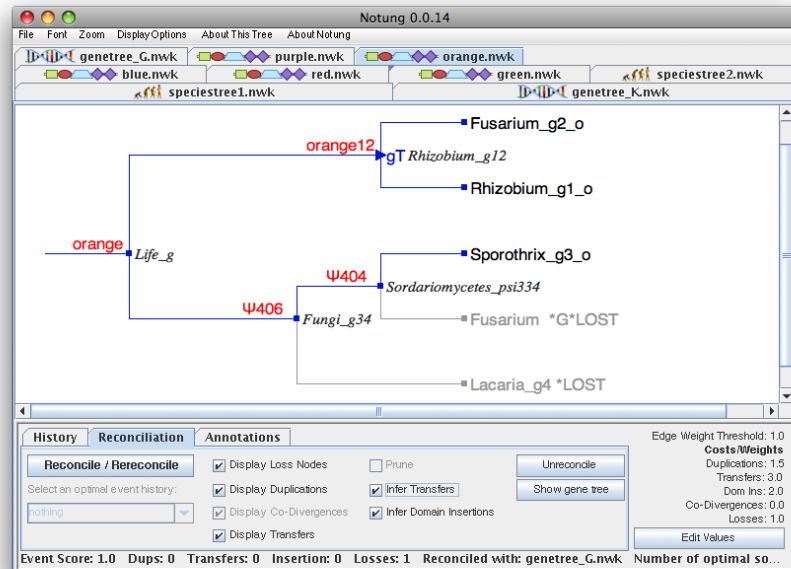 Notung 0.0.14
File Font Zoom DisplayOptions About This Tree About Notung
genetree_G.nwk purple.nwk orange.nwk
blue.nwk red.nwk green.nwk speciestree2.nwk
speciestree1.nwk genetree_K.nwk
Fusarium_g2_o
orange12
gT Rhizobium_g12
Rhizobium_g1_o
orange
Life_g
Sporothrix_g3_o
Ψ404
Sordariomycetes_psi334
Ψ406
Fungi_g34
Fusarium *G*LOST
Lacaria_g4 *LOST
History Reconciliation Annotations
Reconcile / Rereconcile
Select an optimal event history:
nothing
Display Loss Nodes
Display Duplications
Display Co-Divergences
Display Transfers
Prune
Infer Transfers
Infer Domain Insertions
Unreconcile
Show gene tree
Edge Weight Threshold: 1.0
Costs/Weights
Duplications: 1.5
Transfers: 3.0
Dom Ins: 2.0
Co-Divergences: 0.0
Losses: 1.0
Edit Values
Event Score: 1.0 Dups: 0 Transfers: 0 Insertion: 0 Losses: 1 Reconciled with: genetree_G.nwk Number of optimal so...